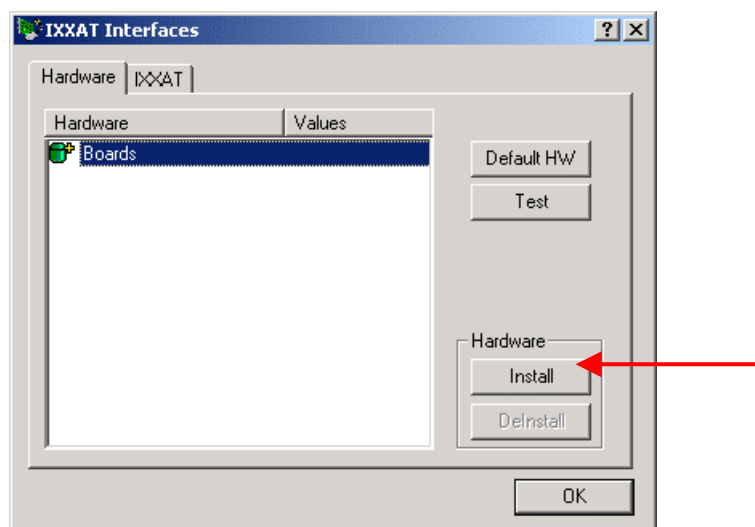 IXXAT Interfaces
Hardware IXXAT
Hardware Values
Boards
Default HW
Test
Hardware
Install
DeInstall
OK